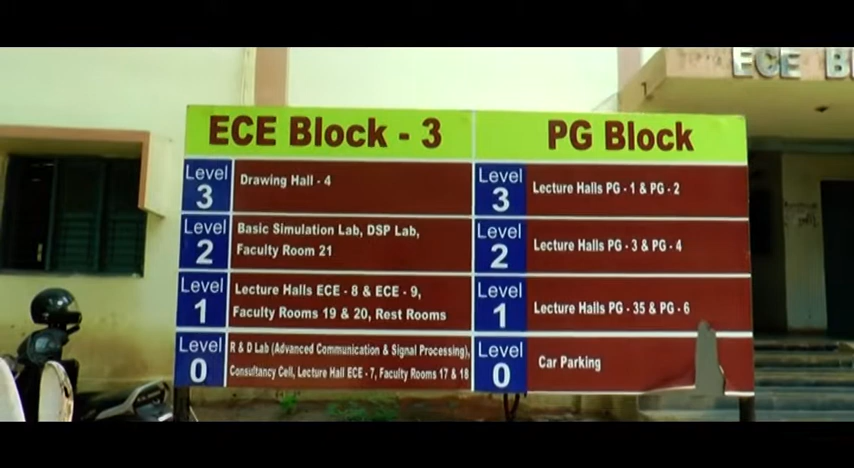 ECE B
ECE Block - 3
Level 3
Drawing Hall - 4
Level 2
Basic Simulation Lab, DSP Lab,
Faculty Room 21
Level 1
Lecture Halls ECE - 8 & ECE - 9,
Faculty Rooms 19 & 20, Rest Rooms
Level 0
R & D Lab (Advanced Communication & Signal Processing),
Consultancy Cell, Lecture Hall ECE - 7, Faculty Rooms 17 & 18
PG Block
Level 3
Lecture Halls PG - 1 & PG - 2
Level 2
Lecture Halls PG - 3 & PG - 4
Level 1
Lecture Halls PG - 35 & PG - 6
Level 0
Car Parking